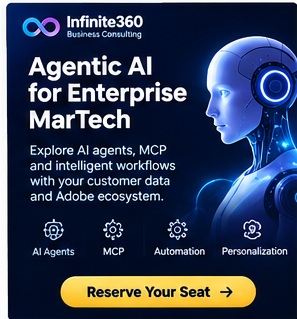 Infinite360
Business Consulting
Agentic AI
for Enterprise
MarTech
Explore AI agents, MCP
and intelligent workflows
with your customer data
and Adobe ecosystem.
AI Agents
MCP
Automation
Personalization
Reserve Your Seat →